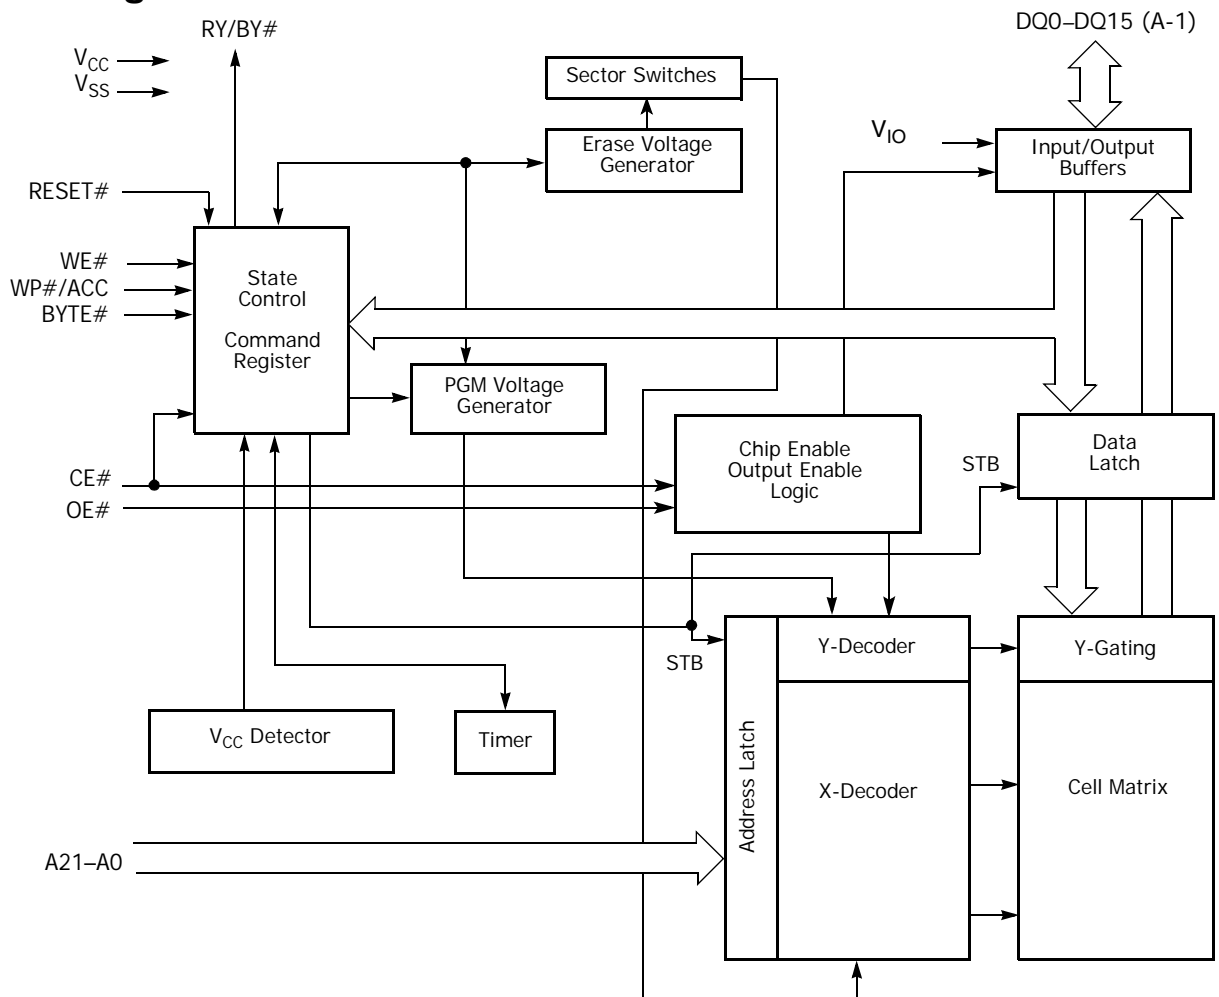 RY/BY#
DQ0–DQ15 (A-1)
VCC
VSS
Sector Switches
Erase Voltage
Generator
VIO
Input/Output
Buffers
RESET#
WE#
WP#/ACC
BYTE#
State
Control
Command
Register
PGM Voltage
Generator
Chip Enable
Output Enable
Logic
STB
Data
Latch
CE#
OE#
STB
Y-Decoder
Y-Gating
VCC Detector
Timer
Address Latch
X-Decoder
Cell Matrix
A21–A0